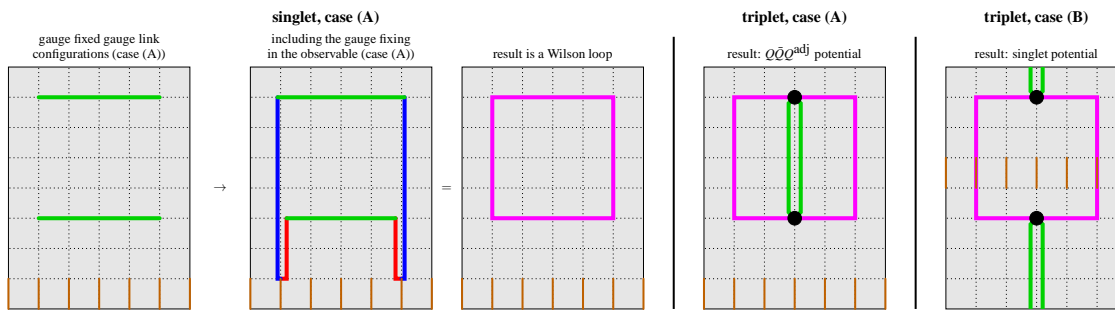 singlet, case (A)
gauge fixed gauge link
configurations (case (A))
→
including the gauge fixing
in the observable (case (A))
=
result is a Wilson loop
triplet, case (A)
result: QQ̄Q^adj potential
triplet, case (B)
result: singlet potential